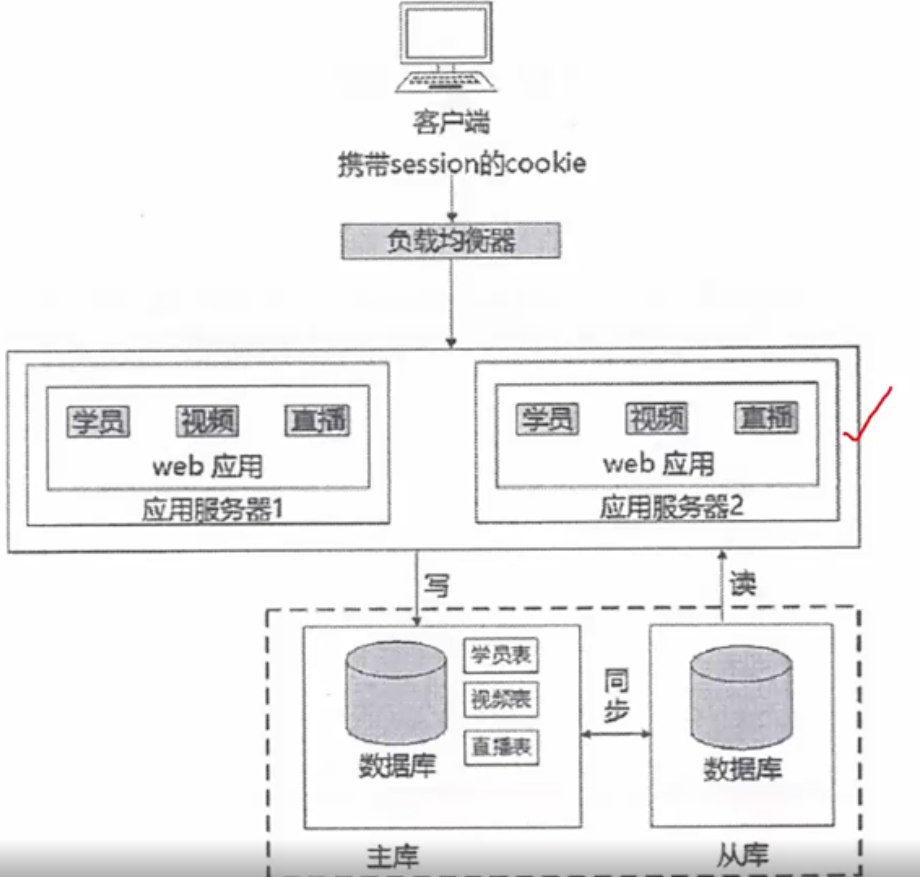 客户端
携带session的cookie
负载均衡器
学员 视频 直播
web 应用
应用服务器1
学员 视频 直播
web 应用
应用服务器2
写
读
学员表
视频表
直播表
数据库
主库
同步
数据库
从库